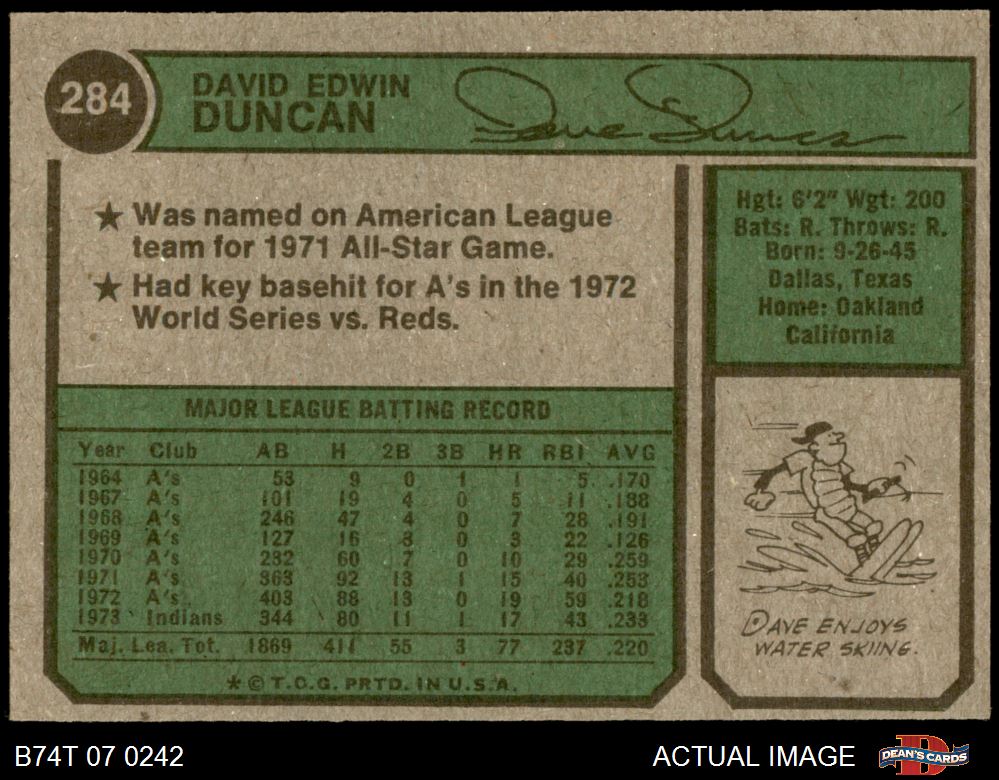 284
DAVID EDWIN
DUNCAN
Dave Duncan
★ Was named on American League
team for 1971 All-Star Game.
★ Had key basehit for A's in the 1972
World Series vs. Reds.
Hgt: 6'2" Wgt: 200
Bats: R. Throws: R.
Born: 9-26-45
Dallas, Texas
Home: Oakland
California
MAJOR LEAGUE BATTING RECORD
Year Club AB H 2B 3B HR RBI AVG
1964 A's 53 9 0 1 1 5 .170
1967 A's 101 19 4 0 5 11 .188
1968 A's 246 47 4 0 7 28 .191
1969 A's 127 16 3 0 3 22 .126
1970 A's 232 60 7 0 10 29 .259
1971 A's 363 92 13 1 15 40 .253
1972 A's 403 88 13 0 19 59 .218
1973 Indians 344 80 11 1 17 43 .233
Maj. Lea. Tot. 1869 411 55 3 77 237 .220
* © T.C.G. PRTD. IN U.S.A.
DAVE ENJOYS
WATER SKIING.
B74T 07 0242
ACTUAL IMAGE
DEAN'S CARDS